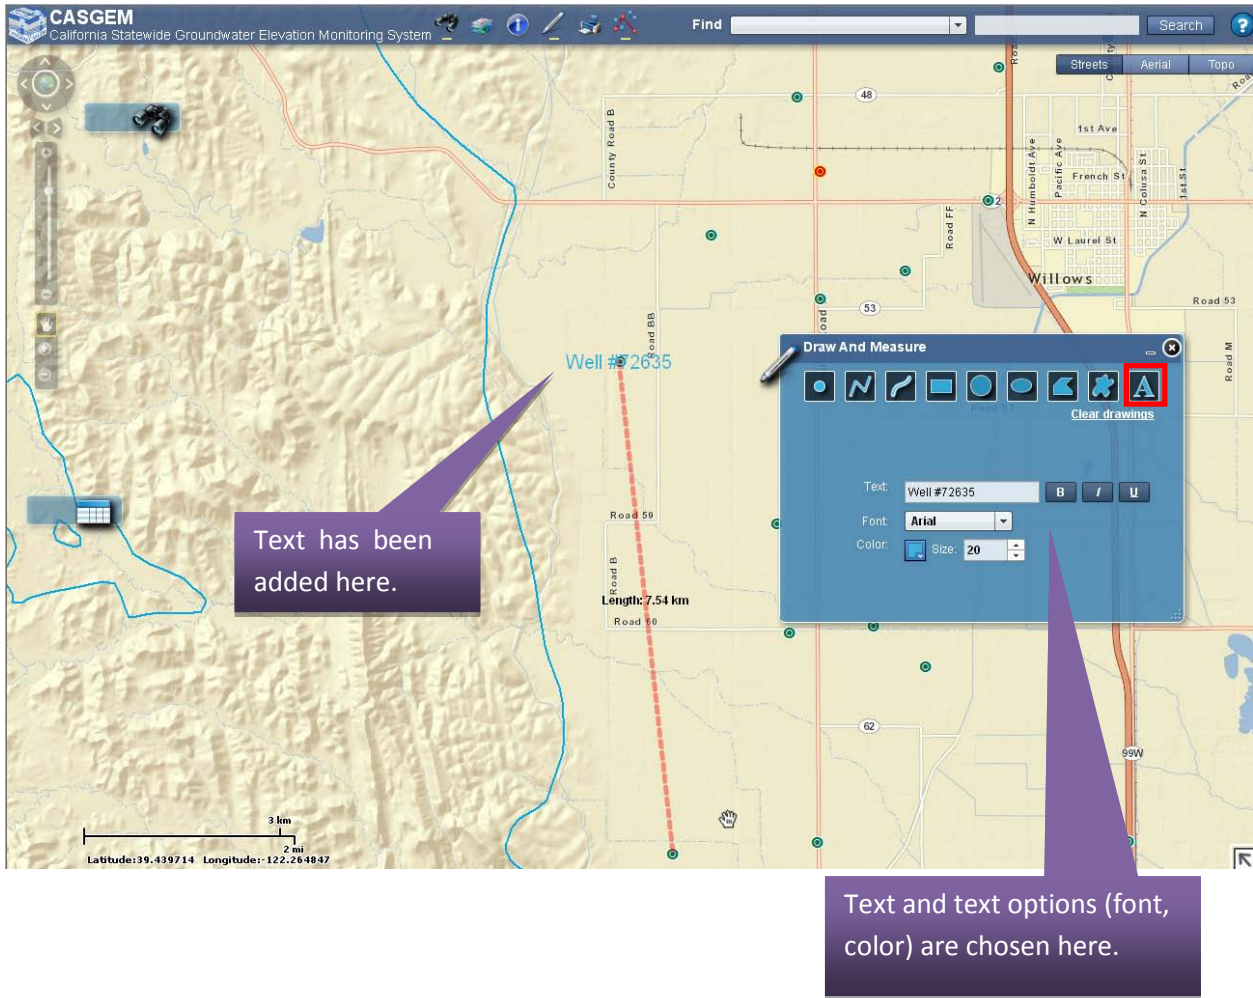 CASGEM
California Statewide Groundwater Elevation Monitoring System
Find
Search
?
Streets
Aerial
Topo
48
County Road B
1st Ave
N Humboldt Ave
Pacific Ave
French St
N Colusa St
1st St
2
Road FF
W Laurel St
Willows
Road 53
53
Road BB
Road M
Well #72635
Draw And Measure
A
Clear drawings
Text:
Well #72635
B
I
U
Font:
Arial
Color:
Size:
20
Road 59
Text has been
added here.
Road B
Length: 7.54 km
Road 60
62
99W
3 km
2 mi
Latitude:39.439714 Longitude:-122.264847
Text and text options (font,
color) are chosen here.